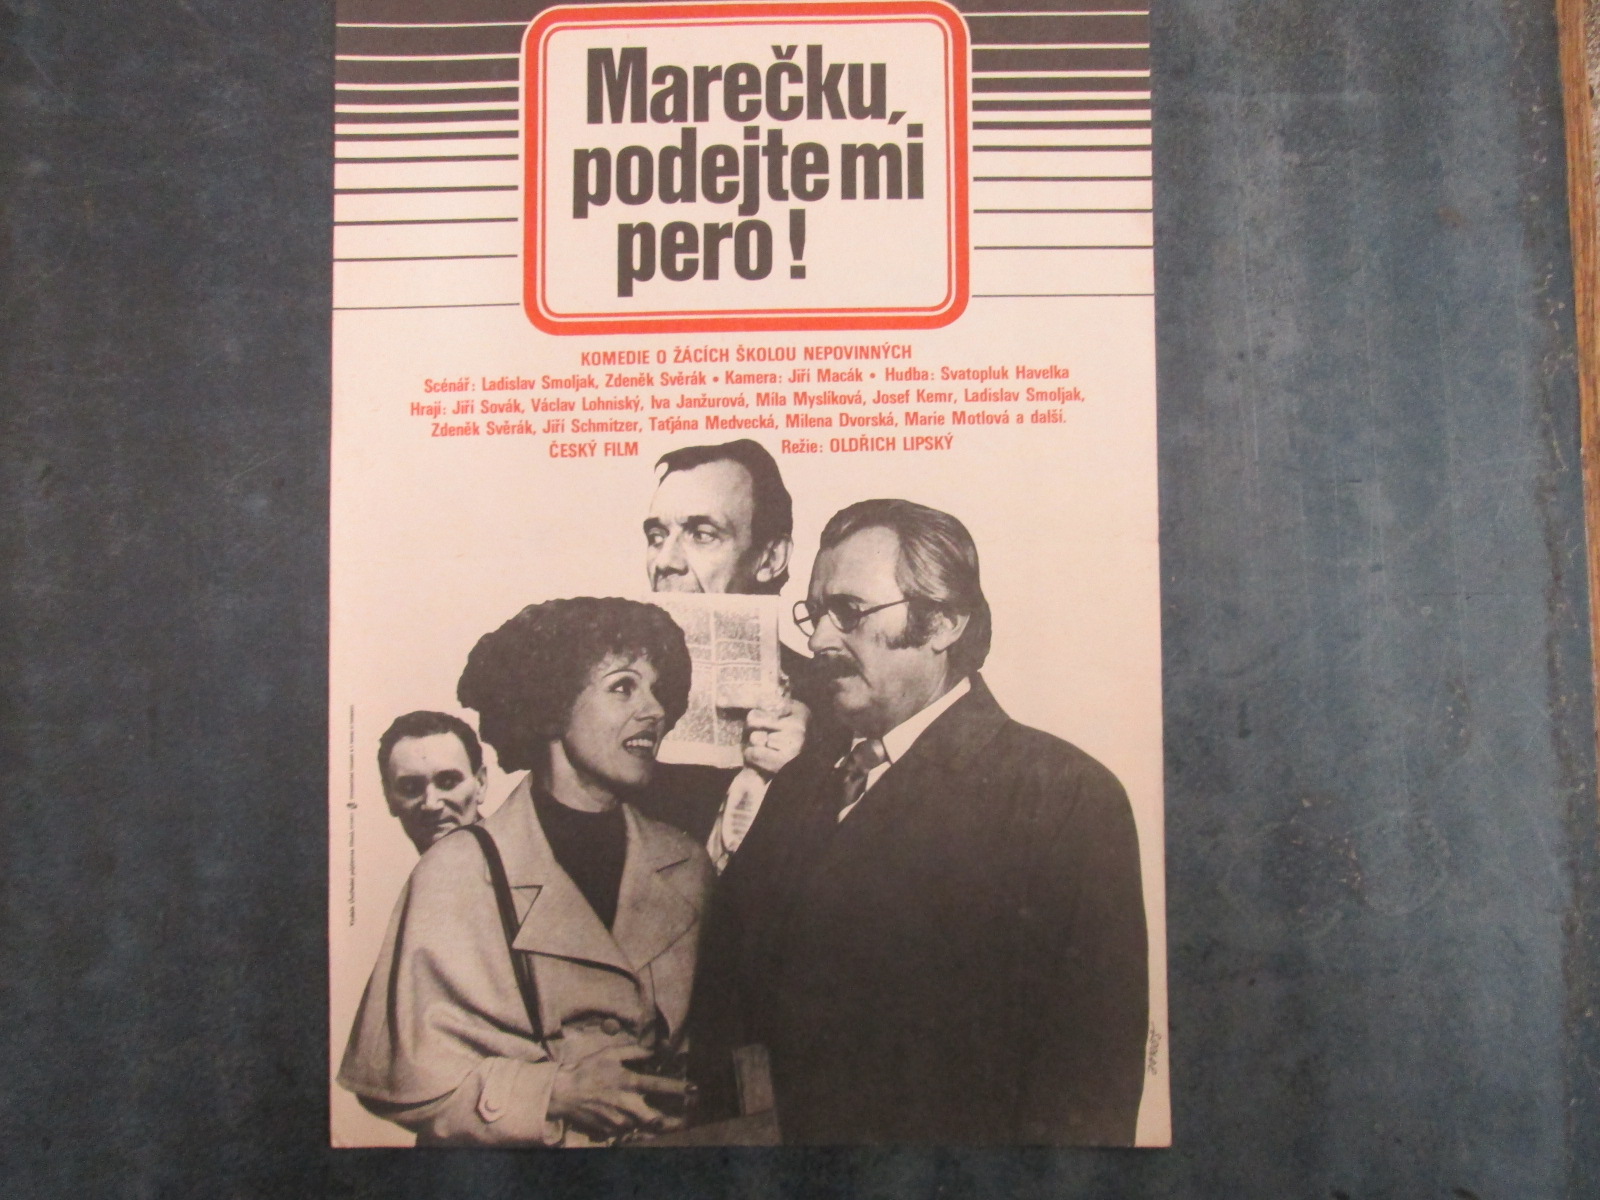 Marečku,
podejte mi
pero!
KOMEDIE O ŽÁCÍCH ŠKOLOU NEPOVINNÝCH
Scénář: Ladislav Smoljak, Zdeněk Svěrák • Kamera: Jiří Macák • Hudba: Svatopluk Havelka
Hrají: Jiří Sovák, Václav Lohniský, Iva Janžurová, Míla Myslíková, Josef Kemr, Ladislav Smoljak,
Zdeněk Svěrák, Jiří Schmitzer, Taťjána Medvecká, Milena Dvorská, Marie Motlová a další.
ČESKÝ FILM Režie: OLDŘICH LIPSKÝ